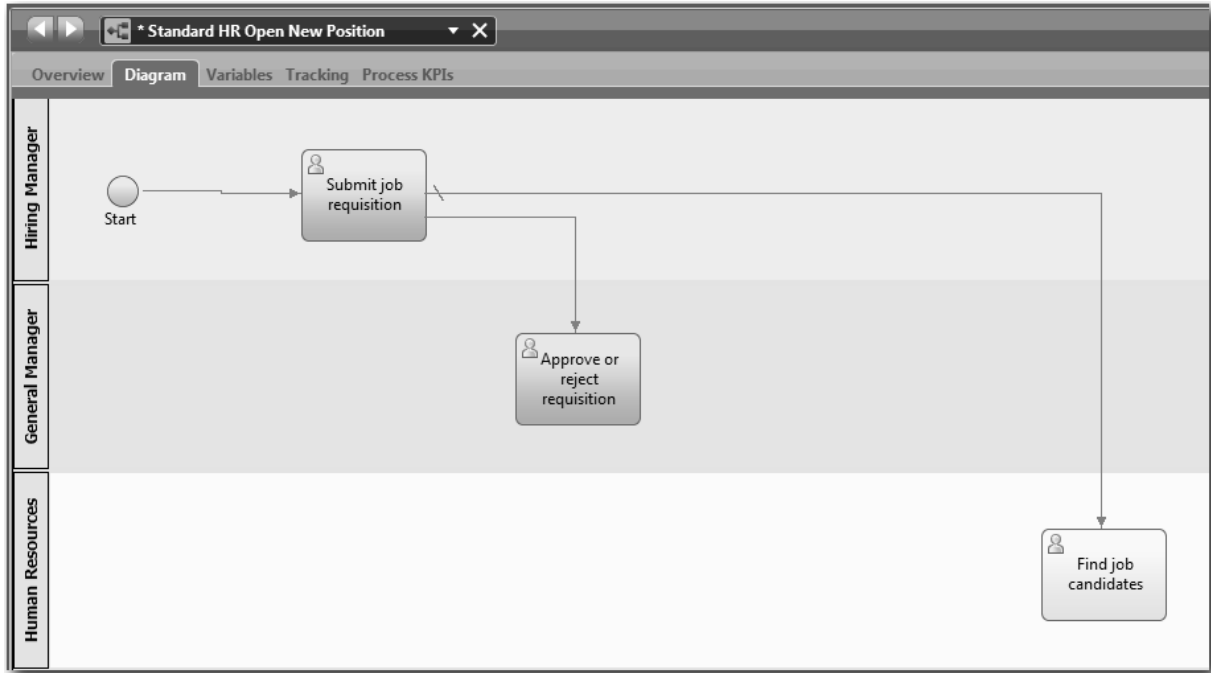 * Standard HR Open New Position
Overview Diagram Variables Tracking Process KPIs
Hiring Manager
Start
Submit job
requisition
General Manager
Approve or
reject
requisition
Human Resources
Find job
candidates